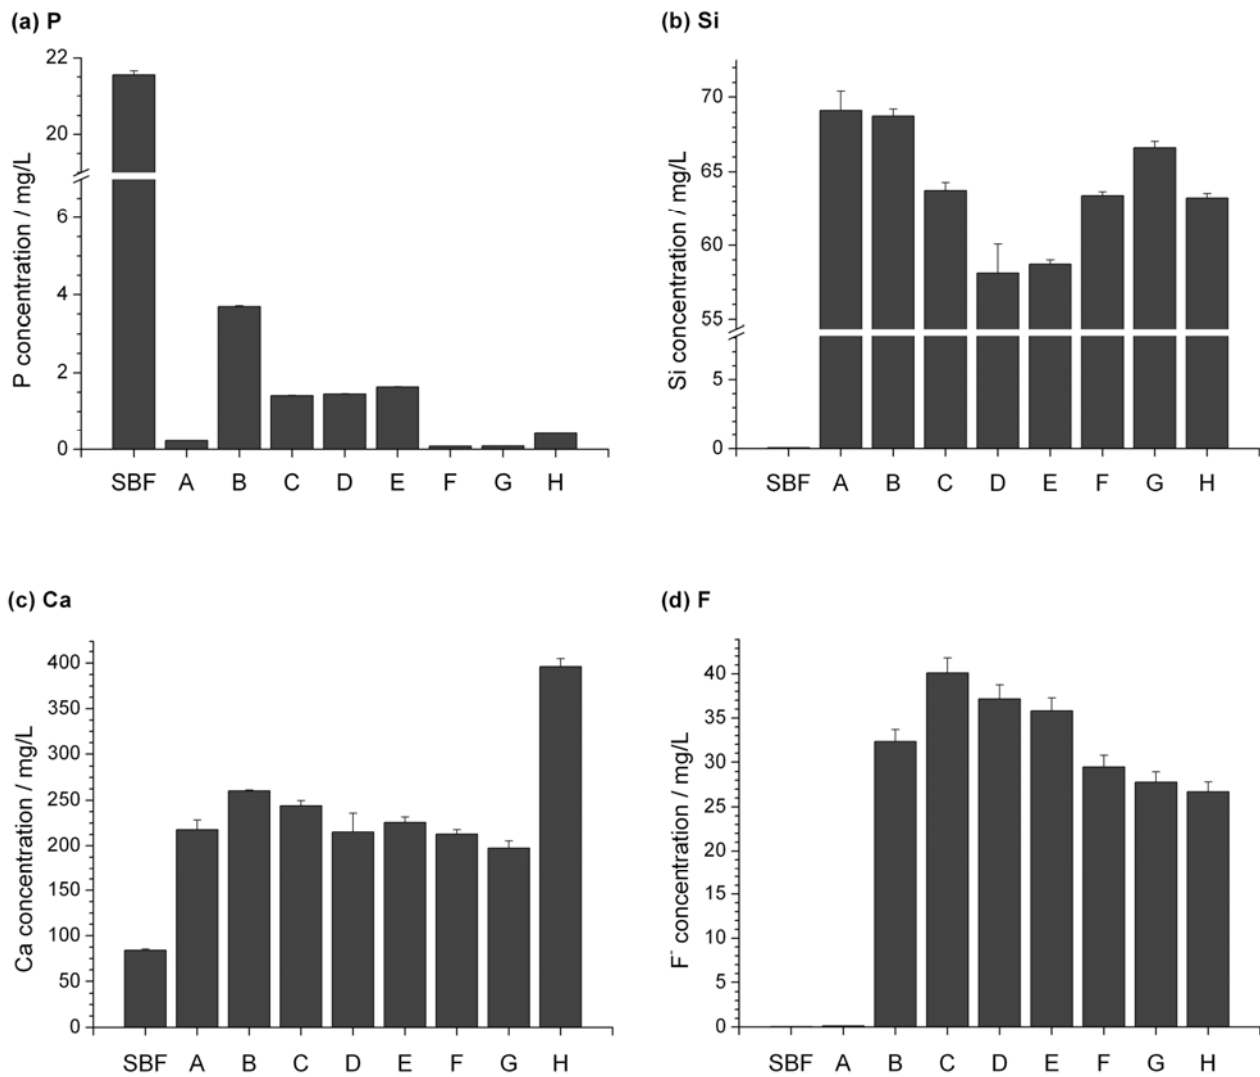 (a) P
P concentration / mg/L
22
20
6
4
2
0
SBF A B C D E F G H
(b) Si
Si concentration / mg/L
70
65
60
55
5
0
SBF A B C D E F G H
(c) Ca
Ca concentration / mg/L
400
350
300
250
200
150
100
50
0
SBF A B C D E F G H
(d) F
F⁻ concentration / mg/L
40
35
30
25
20
15
10
5
0
SBF A B C D E F G H